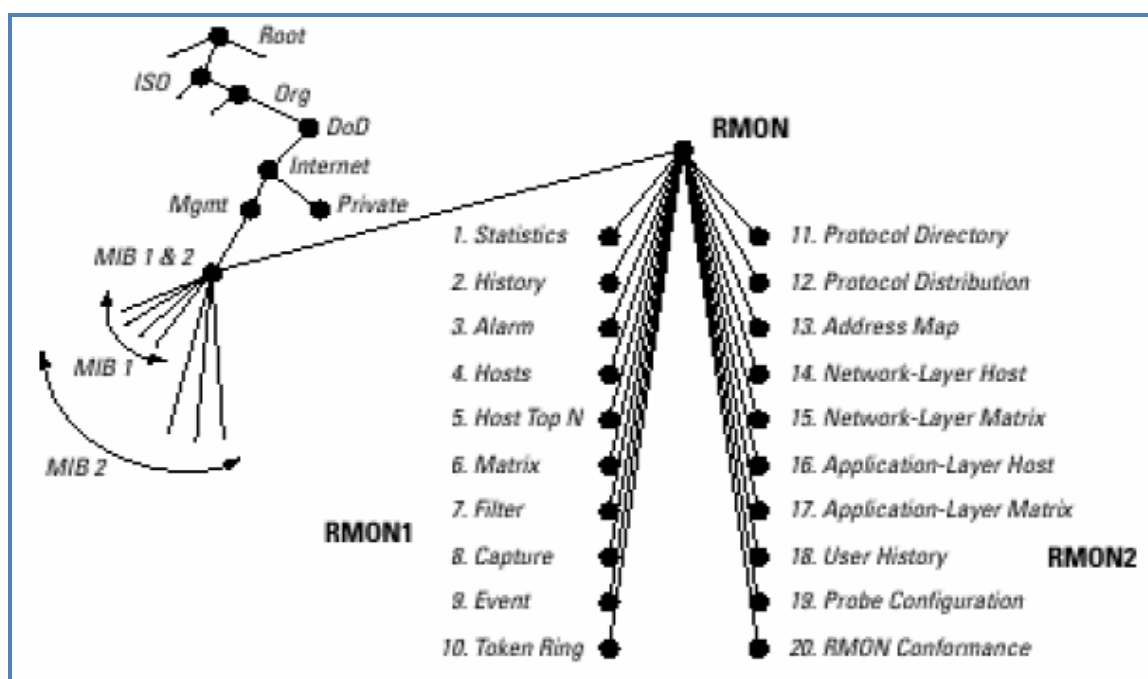 Root
ISO
Org
DoD
Internet
Mgmt
Private
MIB 1 & 2
MIB 1
MIB 2
RMON
1. Statistics
2. History
3. Alarm
4. Hosts
5. Host Top N
6. Matrix
7. Filter
RMON1
8. Capture
9. Event
10. Token Ring
11. Protocol Directory
12. Protocol Distribution
13. Address Map
14. Network-Layer Host
15. Network-Layer Matrix
16. Application-Layer Host
17. Application-Layer Matrix
18. User History
RMON2
19. Probe Configuration
20. RMON Conformance